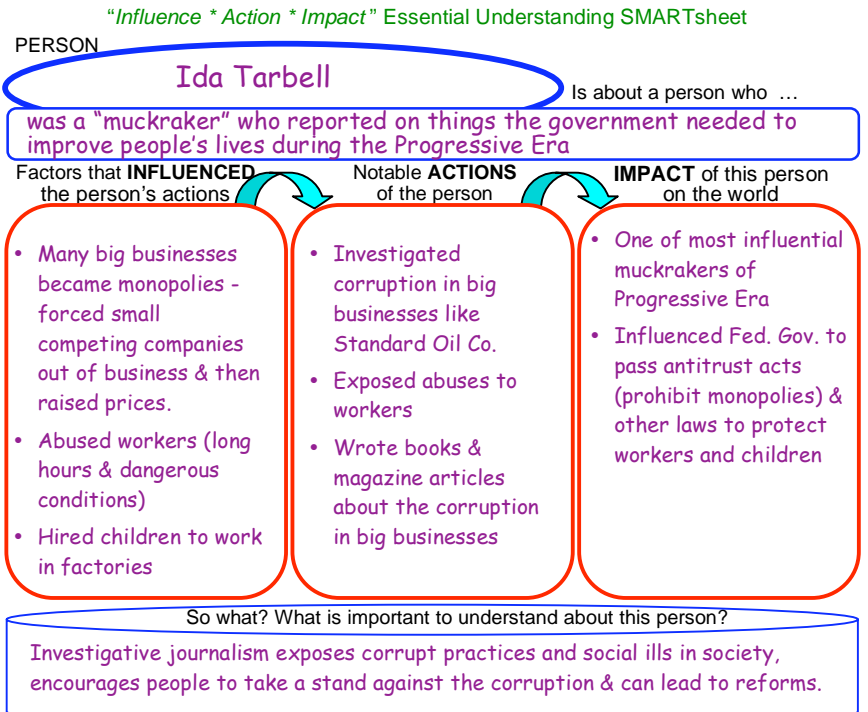 “Influence * Action * Impact” Essential Understanding SMARTsheet
PERSON
Ida Tarbell
Is about a person who …
was a “muckraker” who reported on things the government needed to
improve people’s lives during the Progressive Era
Factors that INFLUENCED
the person’s actions
Notable ACTIONS
of the person
IMPACT of this person
on the world
• Many big businesses
became monopolies -
forced small
competing companies
out of business & then
raised prices.
• Abused workers (long
hours & dangerous
conditions)
• Hired children to work
in factories
• Investigated
corruption in big
businesses like
Standard Oil Co.
• Exposed abuses to
workers
• Wrote books &
magazine articles
about the corruption
in big businesses
• One of most influential
muckrakers of
Progressive Era
• Influenced Fed. Gov. to
pass antitrust acts
(prohibit monopolies) &
other laws to protect
workers and children
So what? What is important to understand about this person?
Investigative journalism exposes corrupt practices and social ills in society,
encourages people to take a stand against the corruption & can lead to reforms.